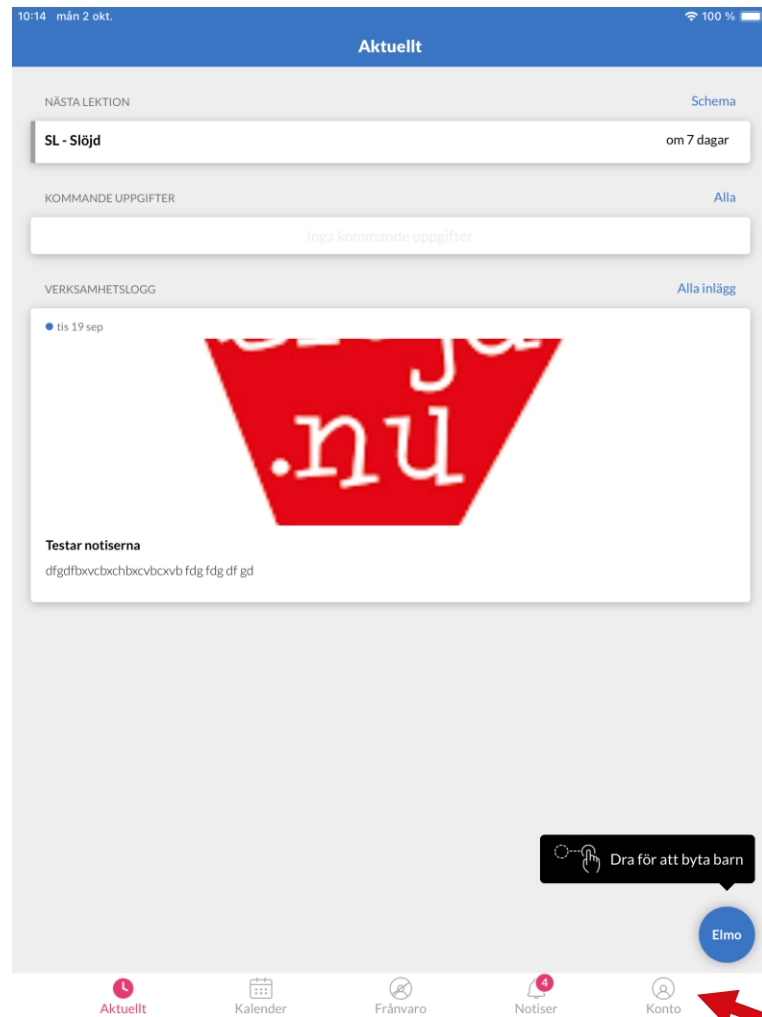 10:14 mån 2 okt.
100 %
Aktuellt
NÄSTA LEKTION
Schema
SL - Slöjd
om 7 dagar
KOMMANDE UPPGIFTER
Alla
Inga kommande uppgifter
VERKSAMHETSLOGG
Alla inlägg
tis 19 sep
.nu
Testar notiserna
dfgdfbxvcbxchbxcvbcxvb fdg fdg df gd
Dra för att byta barn
Elmo
4
Aktuellt
Kalender
Frånvaro
Notiser
Konto